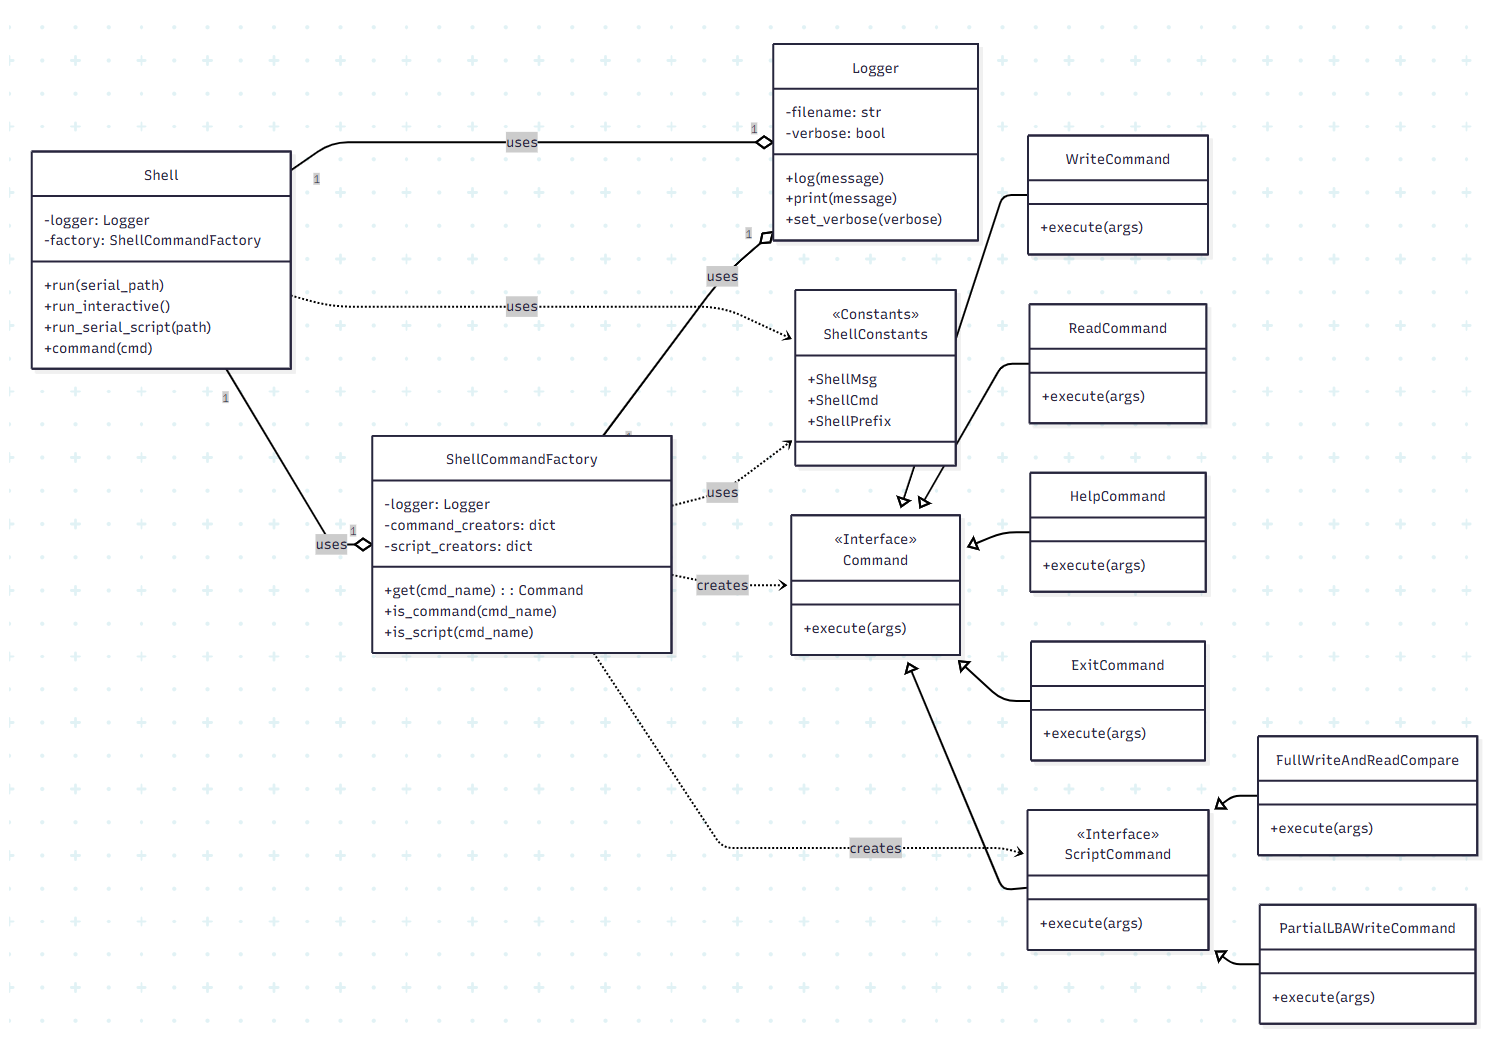 Shell
-logger: Logger
-factory: ShellCommandFactory
+run(serial_path)
+run_interactive()
+run_serial_script(path)
+command(cmd)
1
1
uses
1
uses
1
uses
1
uses
1
ShellCommandFactory
-logger: Logger
-command_creators: dict
-script_creators: dict
+get(cmd_name) : : Command
+is_command(cmd_name)
+is_script(cmd_name)
uses
creates
creates
Logger
-filename: str
-verbose: bool
+log(message)
+print(message)
+set_verbose(verbose)
«Constants»
ShellConstants
+ShellMsg
+ShellCmd
+ShellPrefix
«Interface»
Command
+execute(args)
WriteCommand
+execute(args)
ReadCommand
+execute(args)
HelpCommand
+execute(args)
ExitCommand
+execute(args)
«Interface»
ScriptCommand
+execute(args)
FullWriteAndReadCompare
+execute(args)
PartialLBAWriteCommand
+execute(args)